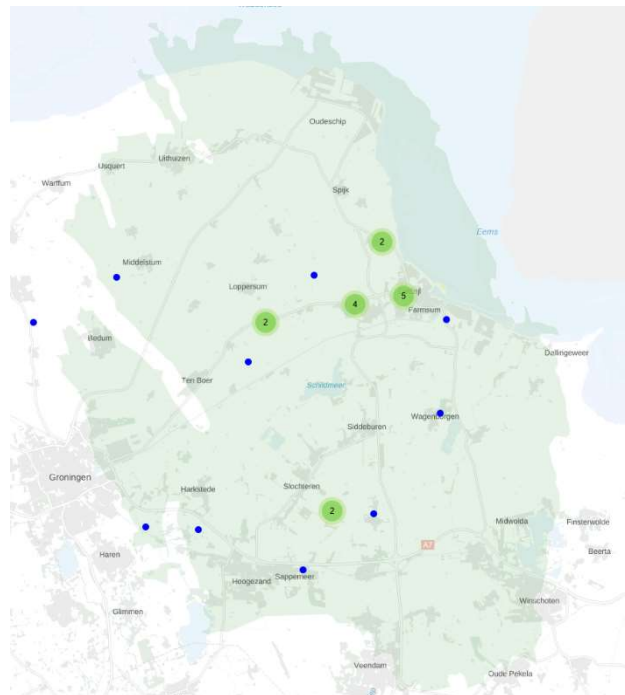 Oudeschip
Uithuizen
Usquert
Warffum
Spijk
Eems
2
Middelstum
Loppersum
5
4
Farmsum
2
Bedum
Dallingeweer
Ten Boer
Schildmeer
Wagenborgen
Siddeburen
Groningen
Slochteren
Harkstede
2
Midwolda
Finsterwolde
A7
Haren
Beerta
Sappemeer
Hoogezand
Winschoten
Glimmen
Veendam
Oude Pekela